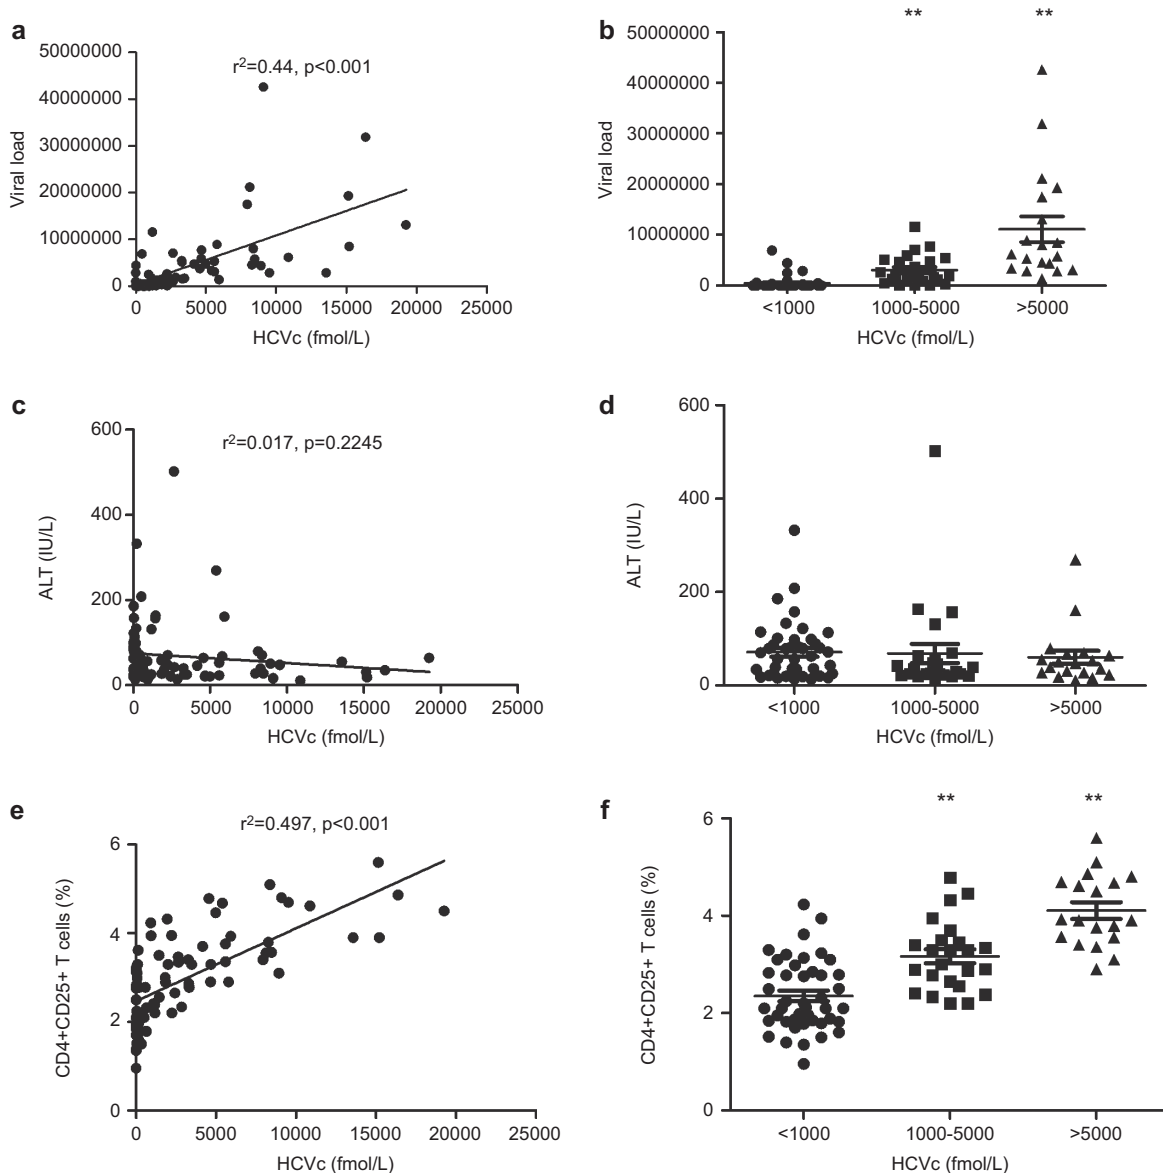 a
r²=0.44, p<0.001
50000000
40000000
30000000
20000000
10000000
0
Viral load
0 5000 10000 15000 20000 25000
HCVc (fmol/L)
b
** **
50000000
40000000
30000000
20000000
10000000
0
Viral load
<1000 1000-5000 >5000
HCVc (fmol/L)
c
r²=0.017, p=0.2245
600
400
200
0
ALT (IU/L)
0 5000 10000 15000 20000 25000
HCVc (fmol/L)
d
600
400
200
0
ALT (IU/L)
<1000 1000-5000 >5000
HCVc (fmol/L)
e
r²=0.497, p<0.001
6
4
2
0
CD4+CD25+ T cells (%)
0 5000 10000 15000 20000 25000
HCVc (fmol/L)
f
** **
6
4
2
0
CD4+CD25+ T cells (%)
<1000 1000-5000 >5000
HCVc (fmol/L)